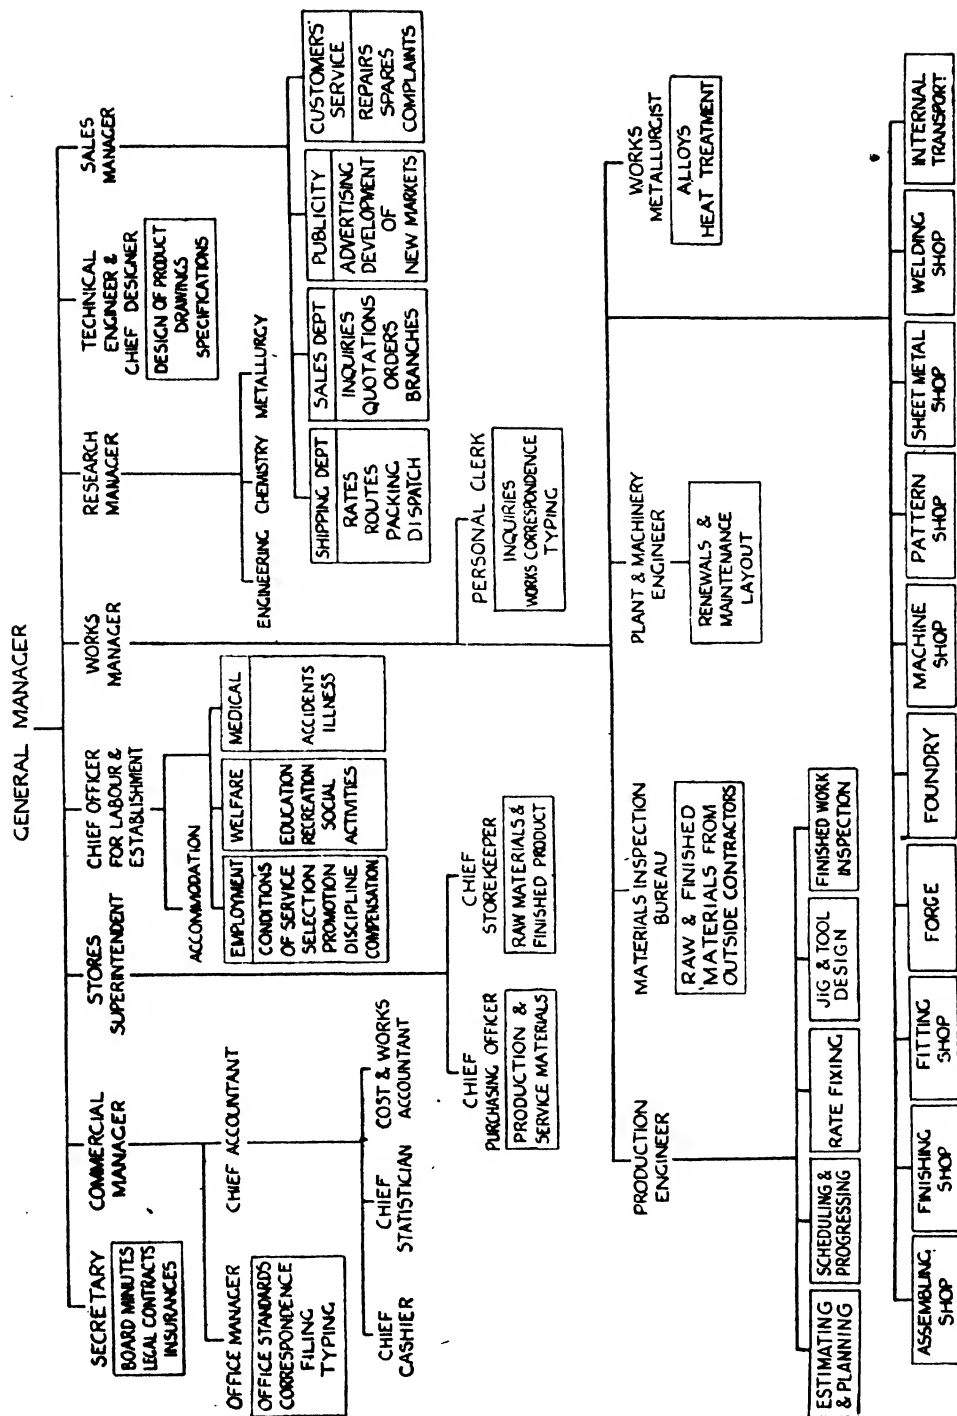 GENERAL MANAGER
SECRETARY
BOARD MINUTES
LEGAL CONTRACTS
INSURANCES
COMMERCIAL
MANAGER
STORES
SUPERINTENDENT
CHIEF OFFICER
FOR LABOUR &
ESTABLISHMENT
WORKS
MANAGER
RESEARCH
MANAGER
TECHNICAL
ENGINEER &
CHIEF DESIGNER
DESIGN OF PRODUCT
DRAWINGS
SPECIFICATIONS
SALES
MANAGER
OFFICE MANAGER
OFFICE STANDARDS
CORRESPONDENCE
FILING
TYPING
CHIEF ACCOUNTANT
CHIEF
CASHIER
CHIEF
STATISTICIAN
COST & WORKS
ACCOUNTANT
ACCOMMODATION
EMPLOYMENT
CONDITIONS
OF SERVICE
SELECTION
PROMOTION
DISCIPLINE
COMPENSATION
WELFARE
EDUCATION
RECREATION
SOCIAL
ACTIVITIES
MEDICAL
ACCIDENTS
ILLNESS
ENGINEERING
CHEMISTRY
METALLURGY
SHIPPING DEPT
RATES
ROUTES
PACKING
DISPATCH
SALES DEPT
INQUIRIES
QUOTATIONS
ORDERS
BRANCHES
PUBLICITY
ADVERTISING
DEVELOPMENT
OF
NEW MARKETS
CUSTOMERS'
SERVICE
REPAIRS
SPARES
COMPLAINTS
CHIEF
PURCHASING OFFICER
PRODUCTION &
SERVICE MATERIALS
CHIEF
STOREKEEPER
RAW MATERIALS &
FINISHED PRODUCT
PERSONAL CLERK
INQUIRIES
WORKS CORRESPONDENCE
TYPING
PRODUCTION
ENGINEER
MATERIALS INSPECTION
BUREAU
RAW & FINISHED
MATERIALS FROM
OUTSIDE CONTRACTORS
PLANT & MACHINERY
ENGINEER
RENEWALS &
MAINTENANCE
LAYOUT
WORKS
METALLURGIST
ALLOYS
HEAT TREATMENT
ESTIMATING
& PLANNING
SCHEDULING &
PROGRESSING
RATE FIXING
JIG & TOOL
DESIGN
FINISHED WORK
INSPECTION
ASSEMBLING
SHOP
FINISHING
SHOP
FITTING
SHOP
FORGE
FOUNDRY
MACHINE
SHOP
PATTERN
SHOP
SHEET METAL
SHOP
WELDING
SHOP
INTERNAL
TRANSPORT